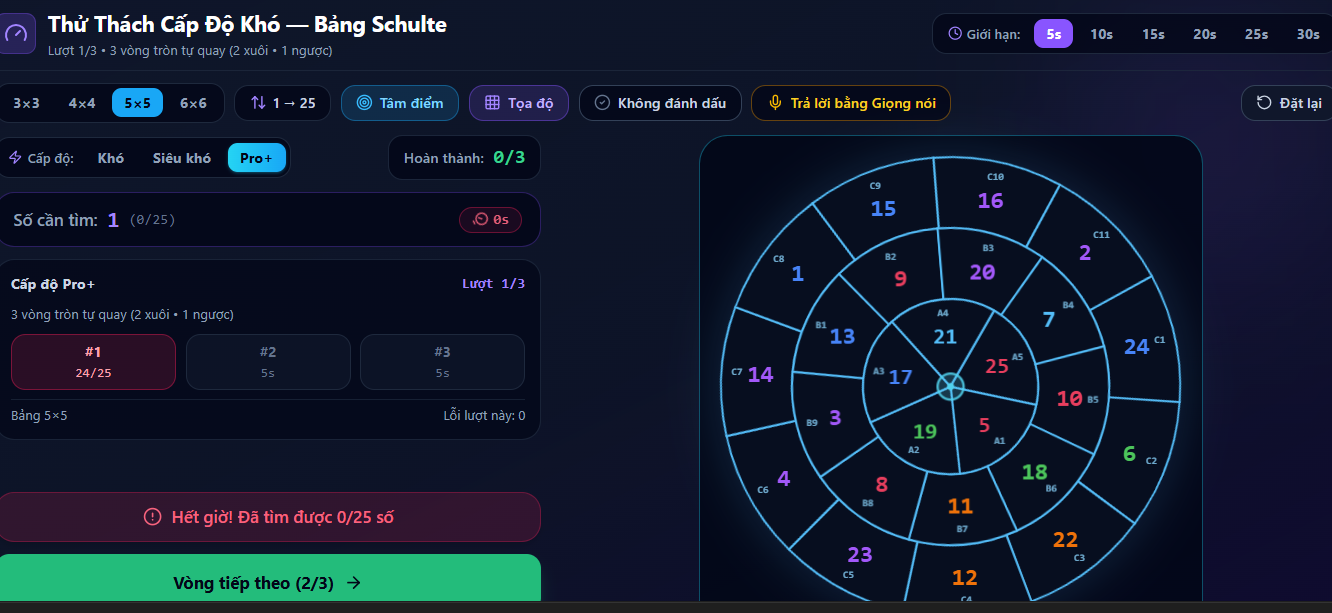 Thử Thách Cấp Độ Khó — Bảng Schulte
Lượt 1/3 • 3 vòng tròn tự quay (2 xuôi • 1 ngược)
Giới hạn: 5s 10s 15s 20s 25s 30s
3×3 4×4 5×5 6×6 1 → 25 Tâm điểm Tọa độ Không đánh dấu Trả lời bằng Giọng nói Đặt lại
Cấp độ: Khó Siêu khó Pro+ Hoàn thành: 0/3
Số cần tìm: 1 (0/25) 0s
Cấp độ Pro+ Lượt 1/3
3 vòng tròn tự quay (2 xuôi • 1 ngược)
#1 #2 #3
24/25 5s 5s
Bảng 5×5 Lỗi lượt này: 0
Hết giờ! Đã tìm được 0/25 số
Vòng tiếp theo (2/3) →
C9 15
C10 16
C11 2
C8 1
B2 9
B3 20
B4 7
C1 24
B1 13
A4 21
A5 25
C7 14
A3 17
B5 10
B9 3
A2 19
A1 5
C2 6
C6 4
B8 8
B7 11
B6 18
C5 23
C4 12
C3 22